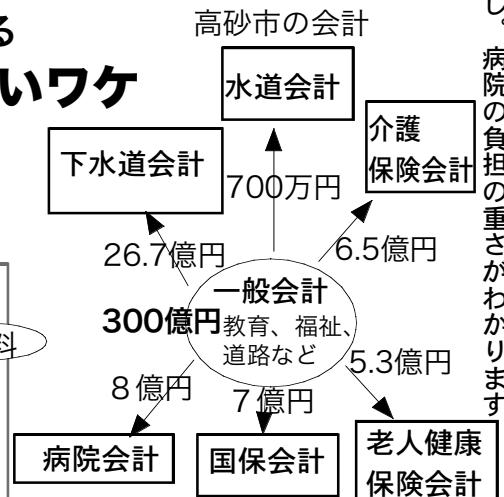 る
いワケ
高砂市の会計
水道会計
介護
保険会計
下水道会計
700万円
26.7億円
6.5億円
一般会計
300億円
教育、福祉、
道路など
8億円
7億円
5.3億円
病院会計
国保会計
老人健康
保険会計
料
し。病院の負担の重さがわかります